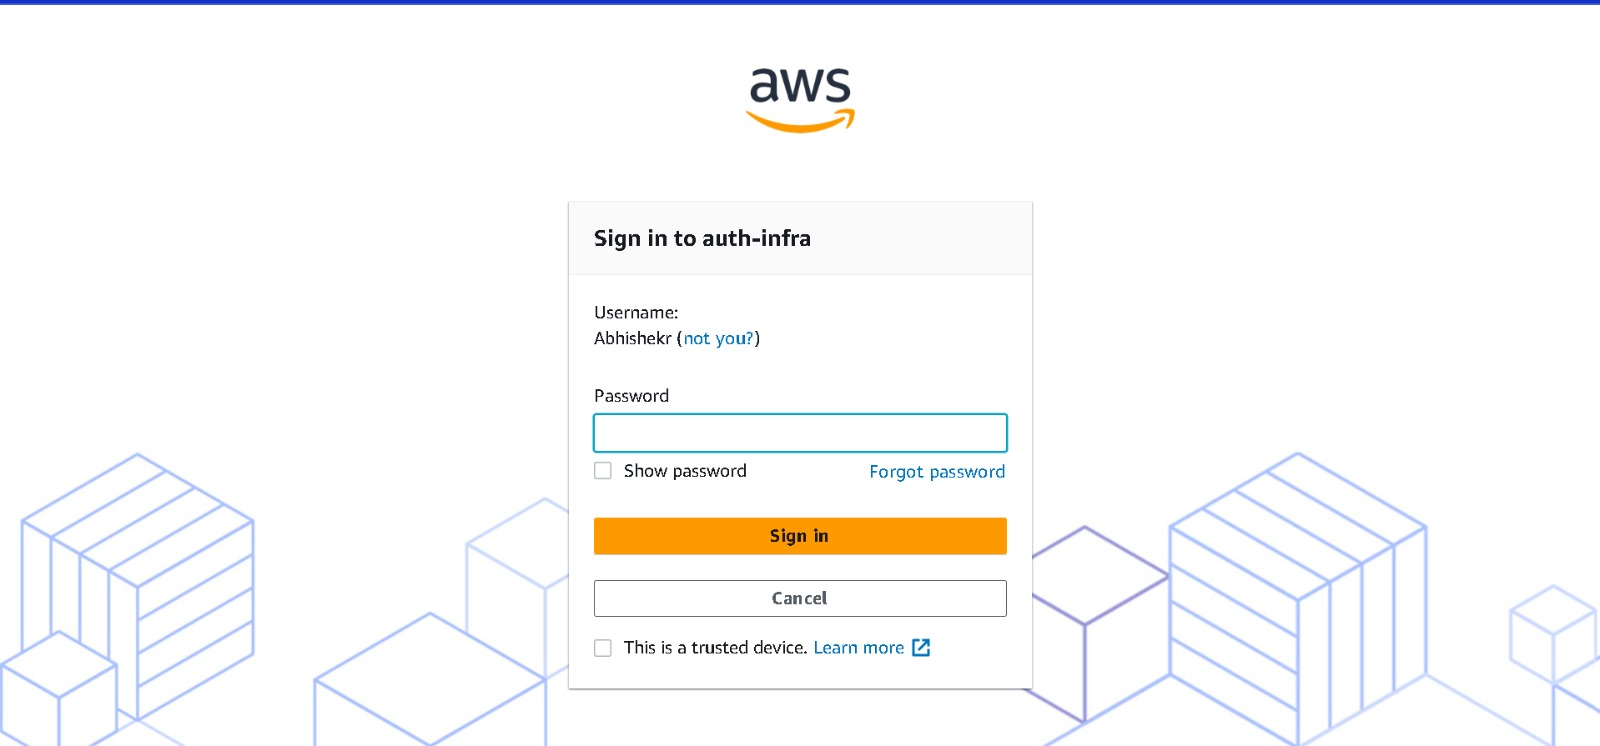 aws
Sign in to auth-infra
Username:
Abhishekr (not you?)
Password
Show password
Forgot password
Sign in
Cancel
This is a trusted device. Learn more